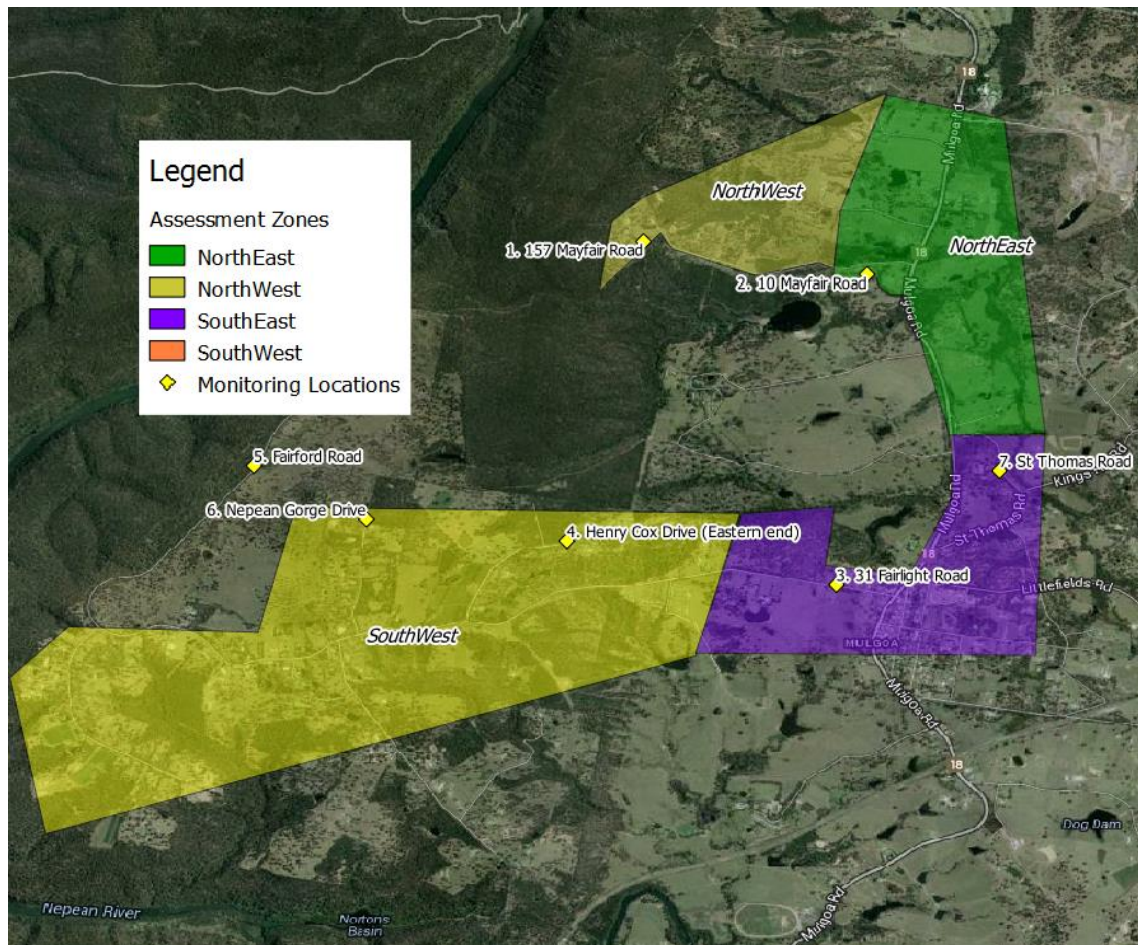 18
Mulgoa Rd
Legend
Assessment Zones
NorthEast
NorthWest
SouthEast
SouthWest
Monitoring Locations
NorthWest
1. 157 Mayfair Road
18
NorthEast
2. 10 Mayfair Road
Mulgoa Rd
5. Fairford Road
7. St Thomas Road
Mulgoa Rd
St Thomas Rd
6. Nepean Gorge Drive
4. Henry Cox Drive (Eastern end)
18
3. 31 Fairlight Road
Littlefields Rd
SouthWest
MULGOA
Mulgoa Rd
18
Dog Dam
Nepean River
Nortons
Basin
Mulgoa Rd